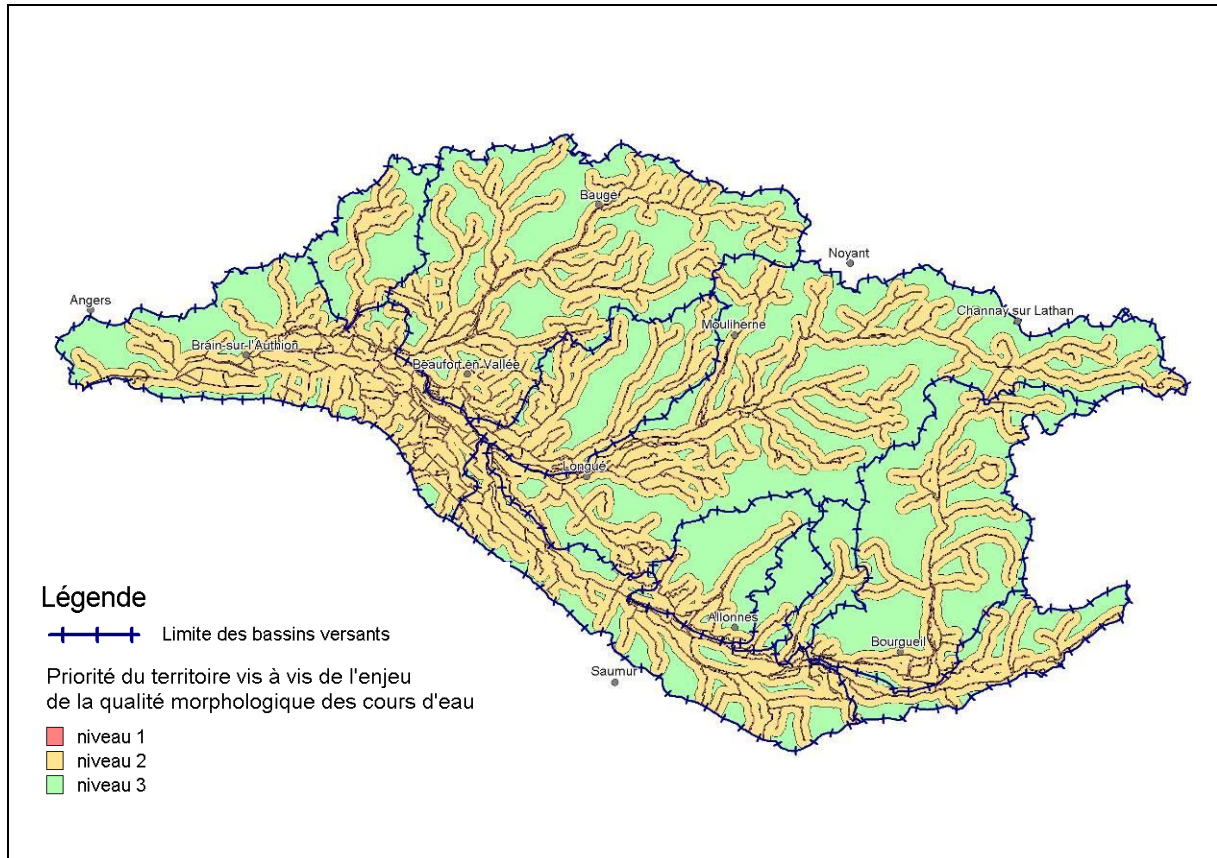 Baugé
Noyant
Angers
Channay sur Lathan
Mouliherne
Brain-sur-l'Authion
Beaufort en Vallée
Longué
Allonnes
Bourgueil
Saumur
Légende
Limite des bassins versants
Priorité du territoire vis à vis de l'enjeu
de la qualité morphologique des cours d'eau
niveau 1
niveau 2
niveau 3